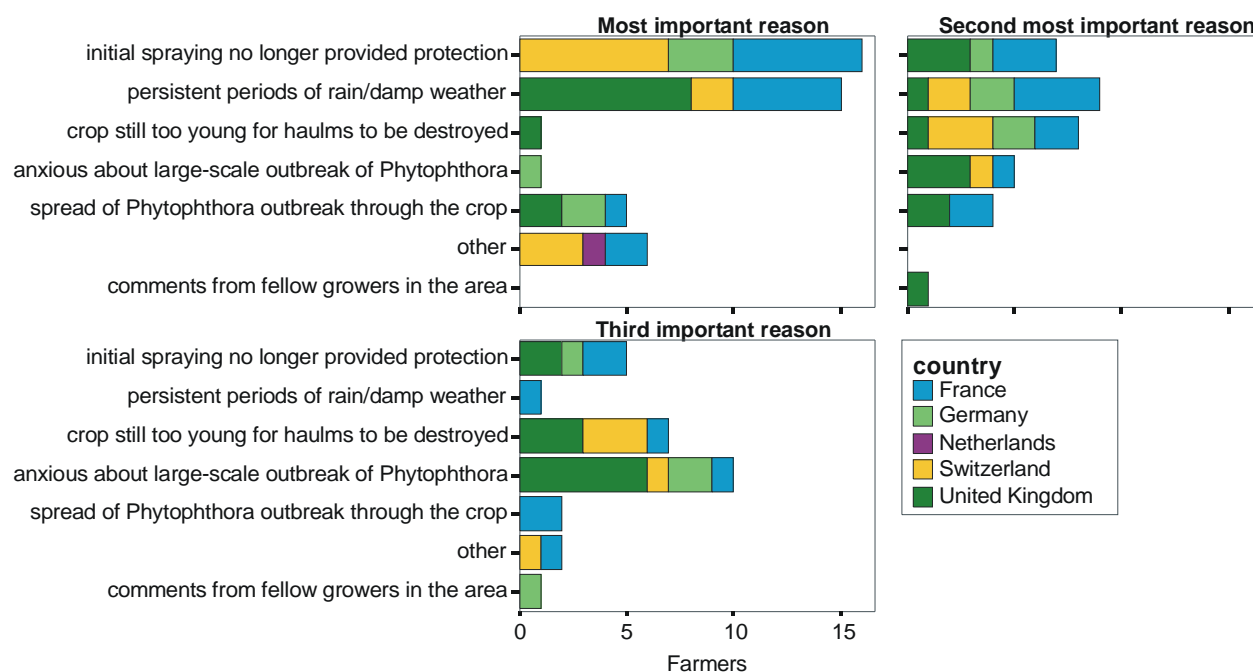 Most important reason
Second most important reason
initial spraying no longer provided protection
persistent periods of rain/damp weather
crop still too young for haulms to be destroyed
anxious about large-scale outbreak of Phytophthora
spread of Phytophthora outbreak through the crop
other
comments from fellow growers in the area
Third important reason
initial spraying no longer provided protection
persistent periods of rain/damp weather
crop still too young for haulms to be destroyed
anxious about large-scale outbreak of Phytophthora
spread of Phytophthora outbreak through the crop
other
comments from fellow growers in the area
0 5 10 15
Farmers
country
France
Germany
Netherlands
Switzerland
United Kingdom